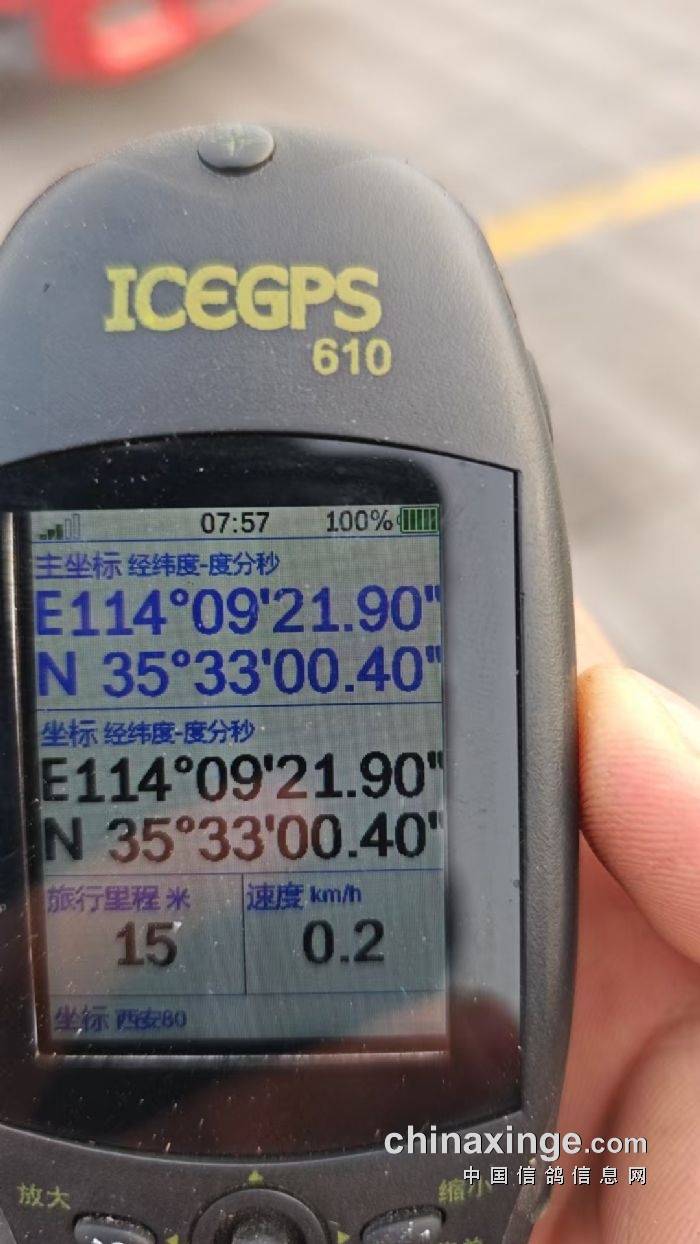 ICEGPS
610
07:57 100%
主坐标 经纬度-度分秒
E114°09'21.90"
N 35°33'00.40"
坐标 经纬度-度分秒
E114°09'21.90"
N 35°33'00.40"
旅行里程 米 速度 km/h
15 0.2
坐标 西安80
chinaxinge.com
中国信鸽信息网
放大 缩小